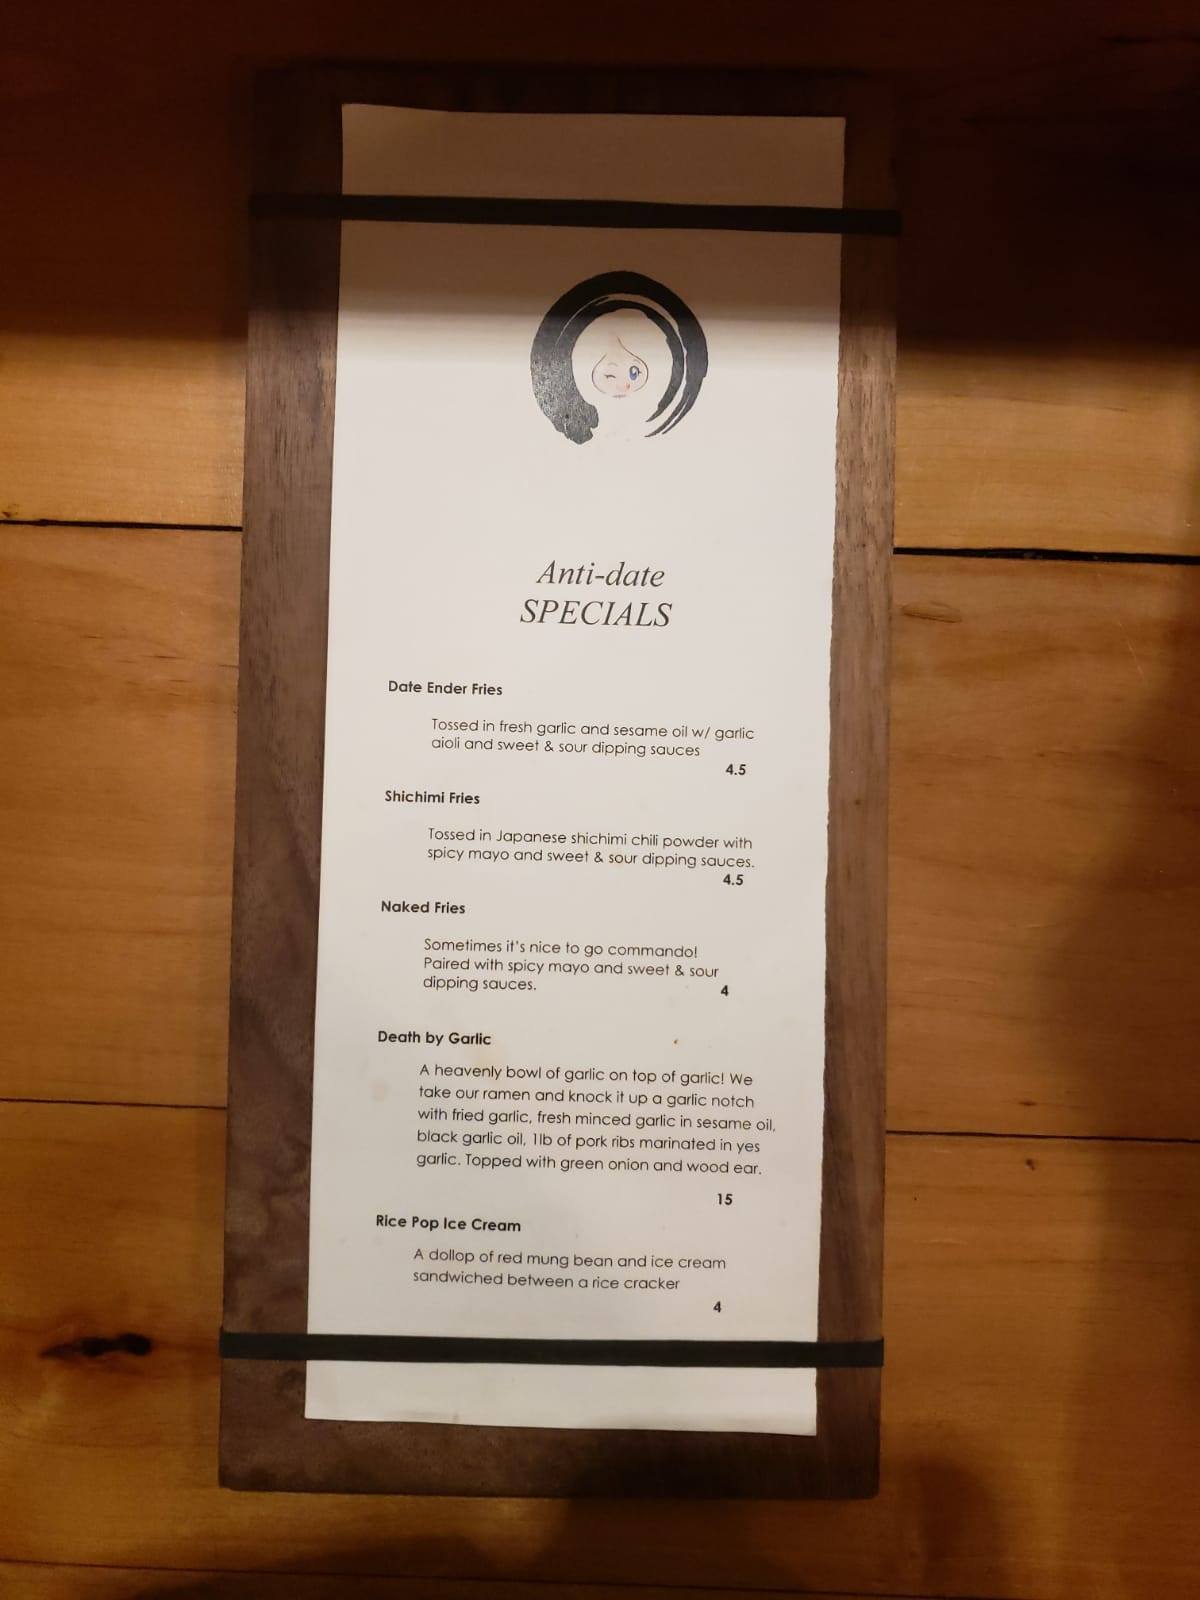 Anti-date
SPECIALS
Date Ender Fries
Tossed in fresh garlic and sesame oil w/ garlic
aioli and sweet & sour dipping sauces
4.5
Shichimi Fries
Tossed in Japanese shichimi chili powder with
spicy mayo and sweet & sour dipping sauces.
4.5
Naked Fries
Sometimes it's nice to go commando!
Paired with spicy mayo and sweet & sour
dipping sauces.
4
Death by Garlic
A heavenly bowl of garlic on top of garlic! We
take our ramen and knock it up a garlic notch
with fried garlic, fresh minced garlic in sesame oil,
black garlic oil, 1lb of pork ribs marinated in yes
garlic. Topped with green onion and wood ear.
15
Rice Pop Ice Cream
A dollop of red mung bean and ice cream
sandwiched between a rice cracker
4